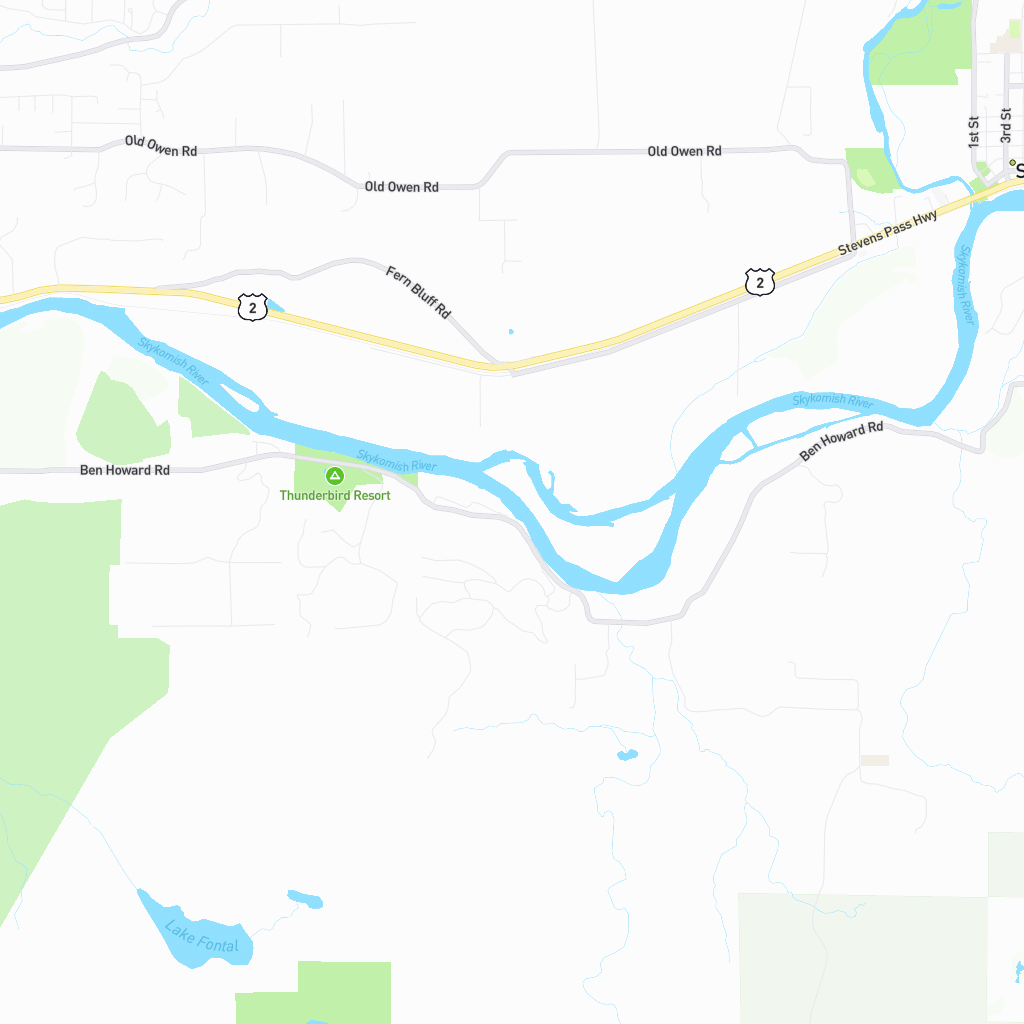 1st St
3rd St
Old Owen Rd
Old Owen Rd
Old Owen Rd
S
Stevens Pass Hwy
Fern Bluff Rd
2
2
Skykomish River
Skykomish River
Skykomish River
Ben Howard Rd
Skykomish River
Ben Howard Rd
Thunderbird Resort
Lake Fontal